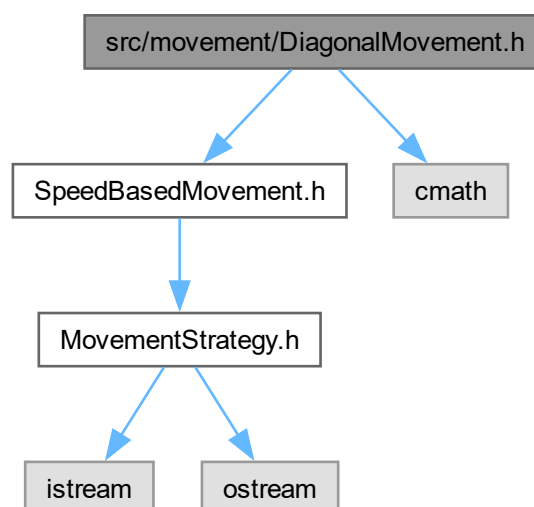 src/movement/DiagonalMovement.h
SpeedBasedMovement.h
cmath
MovementStrategy.h
istream
ostream